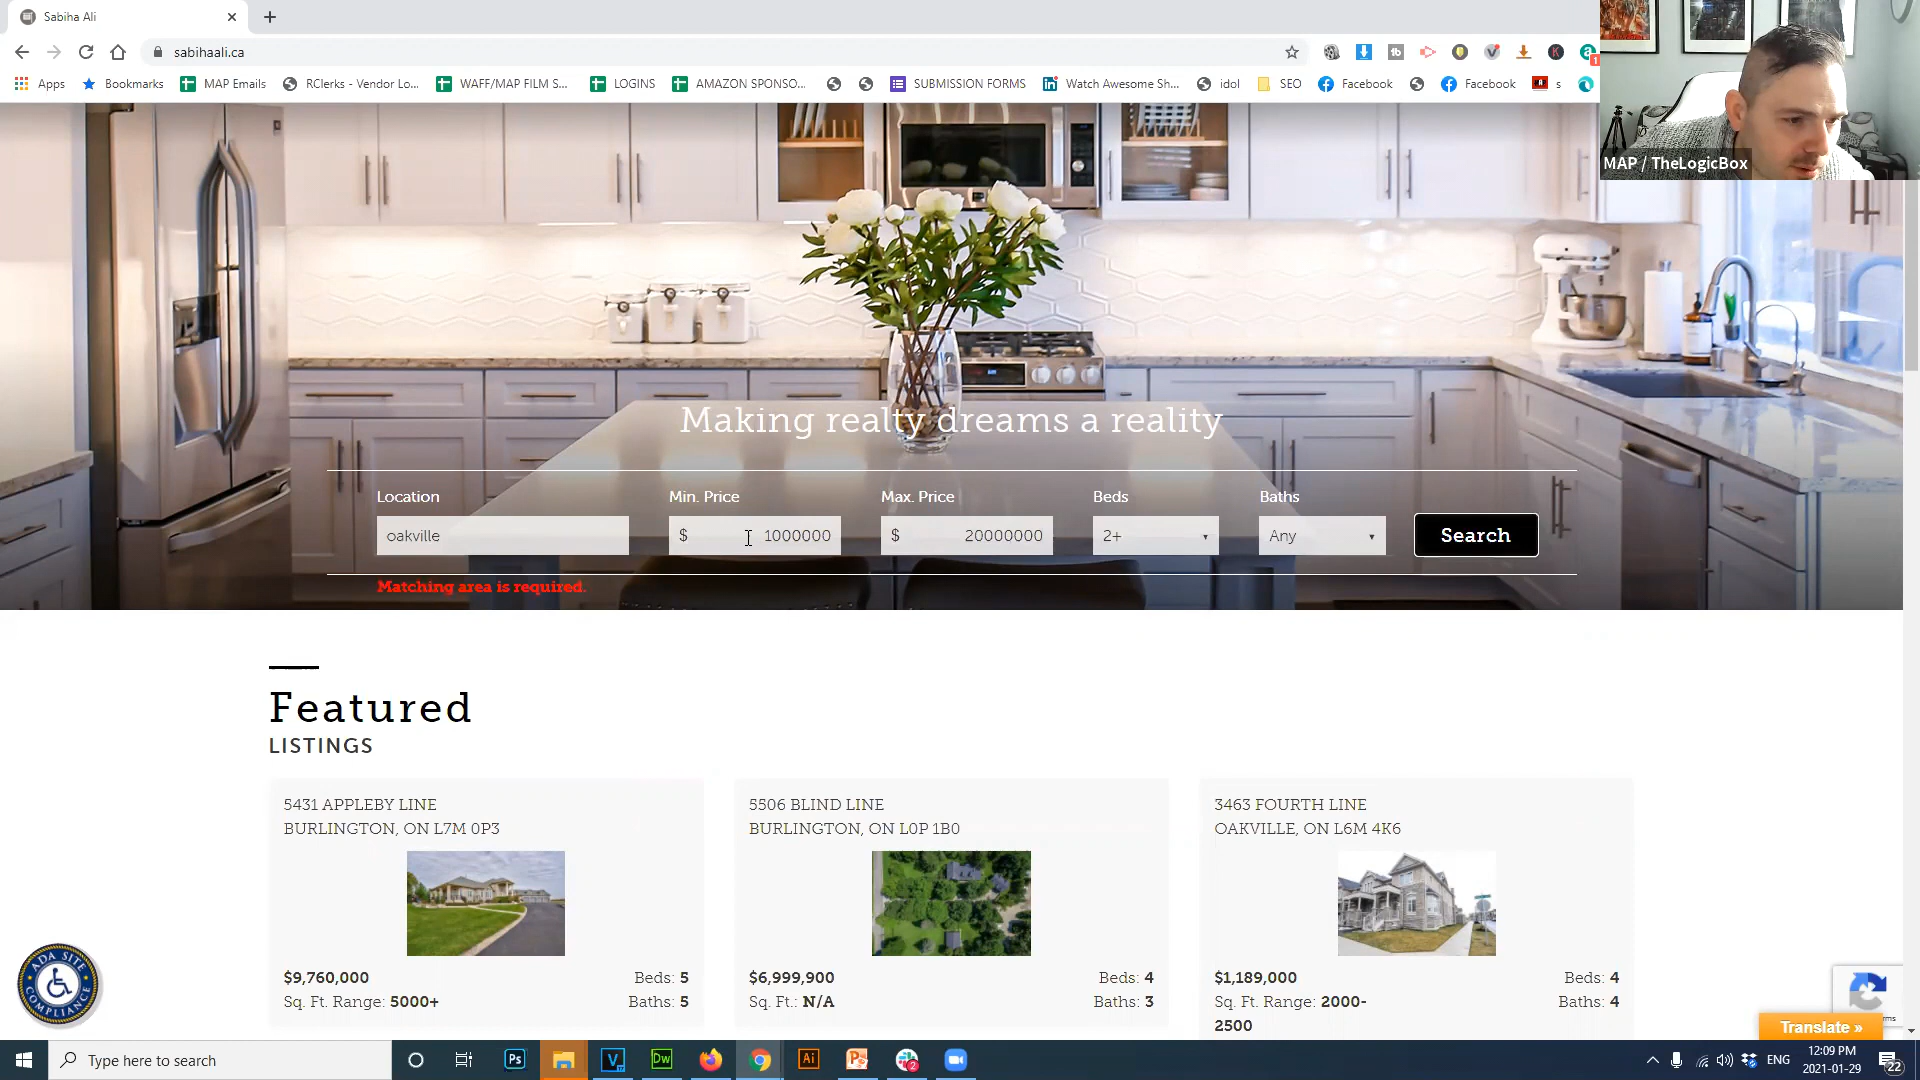 Sabiha Ali
sabihaali.ca
Apps Bookmarks MAP Emails RClerks - Vendor Lo... WAFF/MAP FILM S... LOGINS AMAZON SPONSO... SUBMISSION FORMS Watch Awesome Sh... idol SEO Facebook Facebook s
MAP / TheLogicBox
Making realty dreams a reality
Location Min. Price Max. Price Beds Baths
oakville $ 1000000 $ 20000000 2+ Any Search
Matching area is required.
Featured
LISTINGS
5431 APPLEBY LINE
BURLINGTON, ON L7M 0P3
$9,760,000 Beds: 5
Sq. Ft. Range: 5000+ Baths: 5
5506 BLIND LINE
BURLINGTON, ON L0P 1B0
$6,999,900 Beds: 4
Sq. Ft.: N/A Baths: 3
3463 FOURTH LINE
OAKVILLE, ON L6M 4K6
$1,189,000 Beds: 4
Sq. Ft. Range: 2000- Baths: 4
2500
ADA SITE
COMPLIANCE
Translate »
Type here to search
Ps V Dw Ai
ENG
12:09 PM
2021-01-29
22